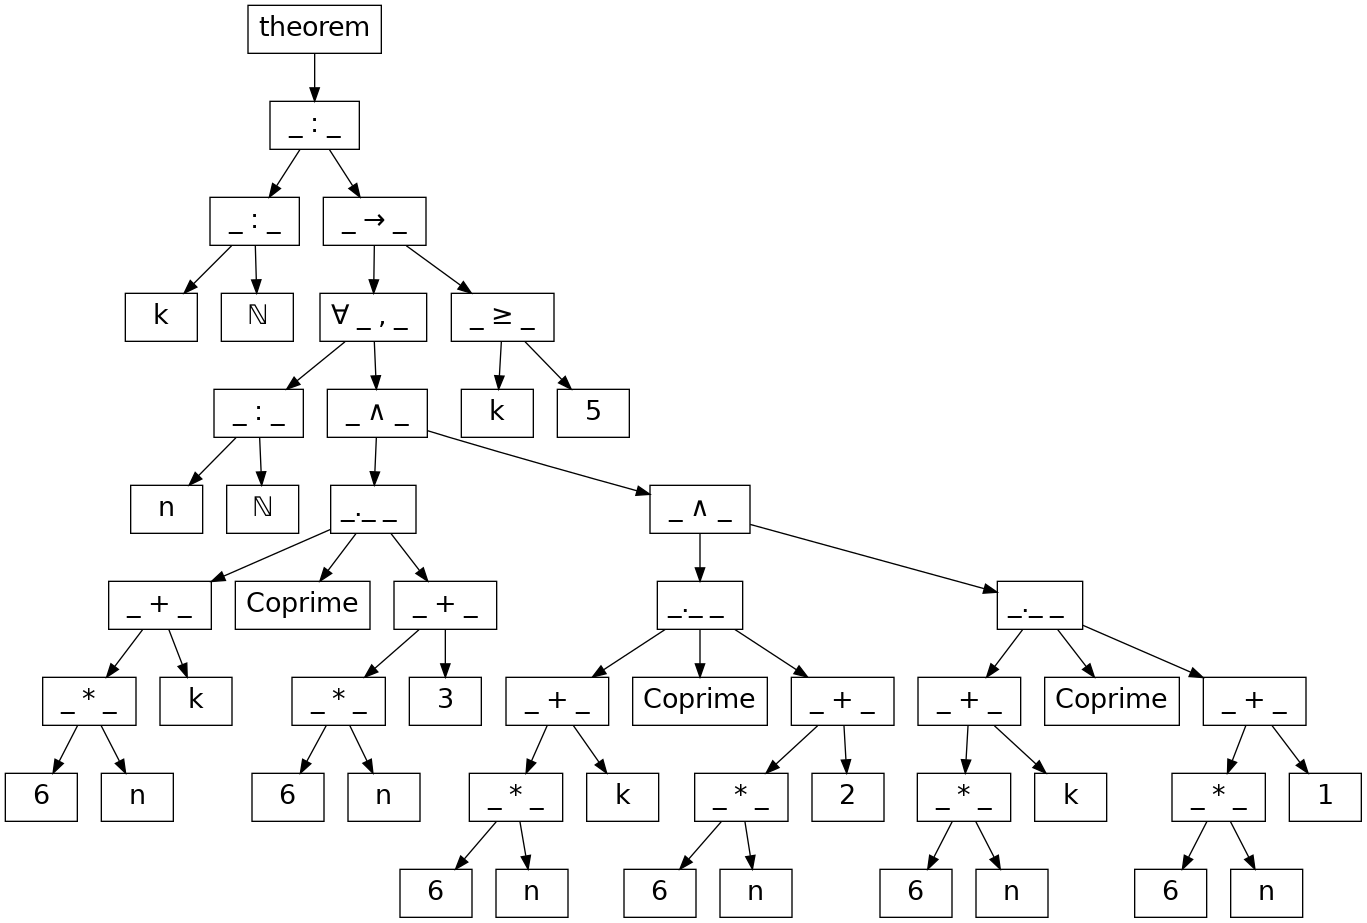 theorem
_ : _
_ : _ _ → _
k ℕ ∀ _ , _ _ ≥ _
_ : _ _ ∧ _ k 5
n ℕ _._ _ _ ∧ _
_ + _ Coprime _ + _ _._ _ _._ _
_ * _ k _ * _ 3 _ + _ Coprime _ + _ _ + _ Coprime _ + _
6 n 6 n _ * _ k _ * _ 2 _ * _ k _ * _ 1
6 n 6 n 6 n 6 n